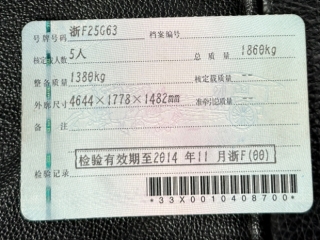 号牌号码 浙F25G63 档案编号
核定载人数 5人 总质量 1860kg
整备质量 1380kg 核定载质量 --
外廓尺寸 4644×1778×1482mm 准牵引总质量 --
备注
检验有效期至2014年11月浙F(00)
检验记录
*33X0010408700*